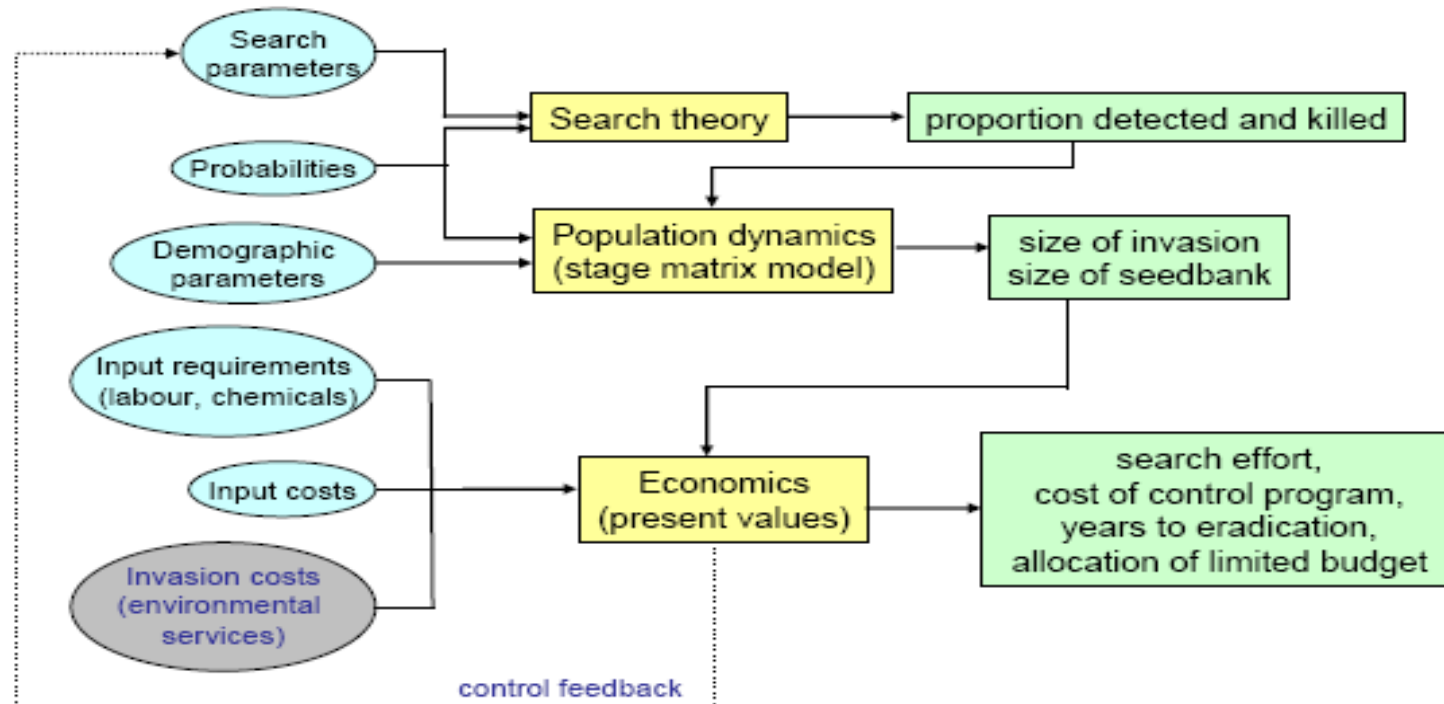 Search
parameters
Search theory
proportion detected and killed
Probabilities
Population dynamics
(stage matrix model)
size of invasion
size of seedbank
Demographic
parameters
Input requirements
(labour, chemicals)
Input costs
Economics
(present values)
search effort,
cost of control program,
years to eradication,
allocation of limited budget
Invasion costs
(environmental
services)
control feedback